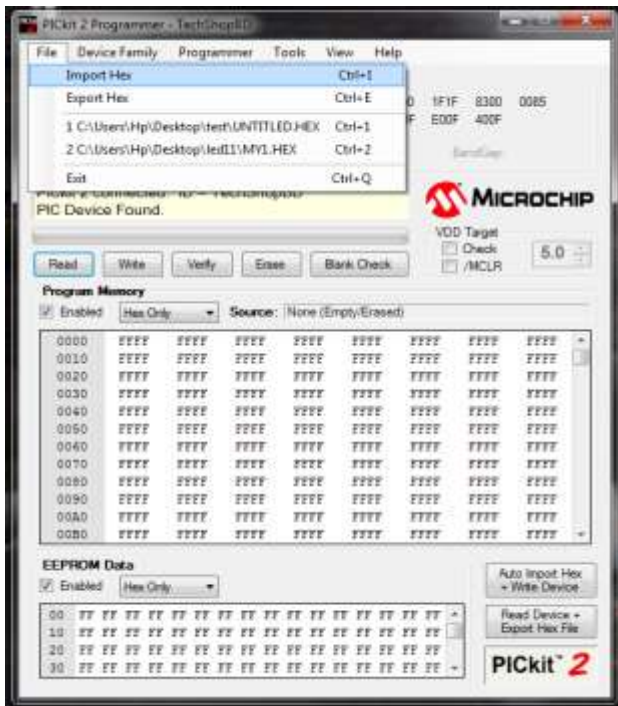 PICkit 2 Programmer - TechShopBD
File Device Family Programmer Tools View Help
Import Hex Ctrl+I
Export Hex Ctrl+E
1F1F 8300 0085
E00F 400F
1 C:\Users\Hp\Desktop\test\UNTITLED.HEX Ctrl+1
2 C:\Users\Hp\Desktop\led11\MY1.HEX Ctrl+2
BandGap:
Exit Ctrl+Q
PICkit 2 connected. ID = TechShopBD
PIC Device Found.
MICROCHIP
VDD Target
Check
/MCLR
5.0
Read Write Verify Erase Blank Check
Program Memory
Enabled Hex Only Source: None (Empty/Erased)
0000 FFFF FFFF FFFF FFFF FFFF FFFF FFFF FFFF
0010 FFFF FFFF FFFF FFFF FFFF FFFF FFFF FFFF
0020 FFFF FFFF FFFF FFFF FFFF FFFF FFFF FFFF
0030 FFFF FFFF FFFF FFFF FFFF FFFF FFFF FFFF
0040 FFFF FFFF FFFF FFFF FFFF FFFF FFFF FFFF
0050 FFFF FFFF FFFF FFFF FFFF FFFF FFFF FFFF
0060 FFFF FFFF FFFF FFFF FFFF FFFF FFFF FFFF
0070 FFFF FFFF FFFF FFFF FFFF FFFF FFFF FFFF
0080 FFFF FFFF FFFF FFFF FFFF FFFF FFFF FFFF
0090 FFFF FFFF FFFF FFFF FFFF FFFF FFFF FFFF
00A0 FFFF FFFF FFFF FFFF FFFF FFFF FFFF FFFF
00B0 FFFF FFFF FFFF FFFF FFFF FFFF FFFF FFFF
EEPROM Data
Enabled Hex Only
Auto Import Hex
+ Write Device
00 FF FF FF FF FF FF FF FF FF FF FF FF FF FF FF FF
10 FF FF FF FF FF FF FF FF FF FF FF FF FF FF FF FF
20 FF FF FF FF FF FF FF FF FF FF FF FF FF FF FF FF
30 FF FF FF FF FF FF FF FF FF FF FF FF FF FF FF FF
Read Device +
Export Hex File
PICkit™ 2